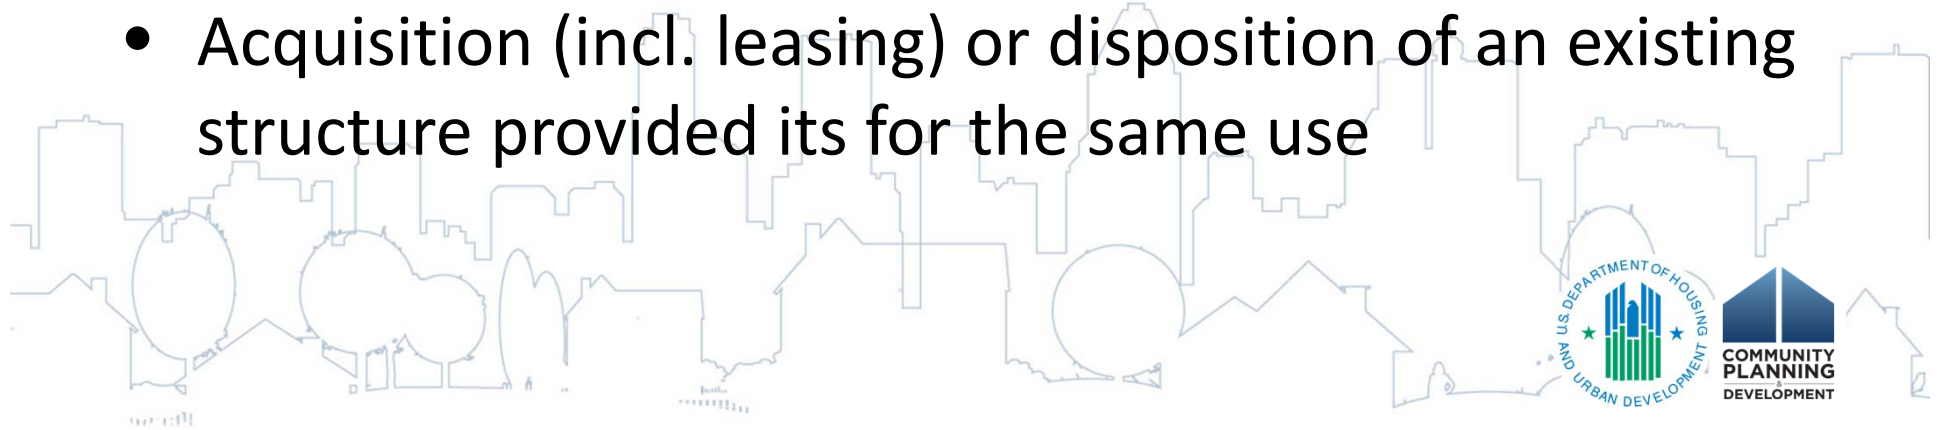 • Acquisition (incl. leasing) or disposition of an existing
structure provided its for the same use
U.S. DEPARTMENT OF HOUSING
AND URBAN DEVELOPMENT
COMMUNITY
PLANNING
&
DEVELOPMENT